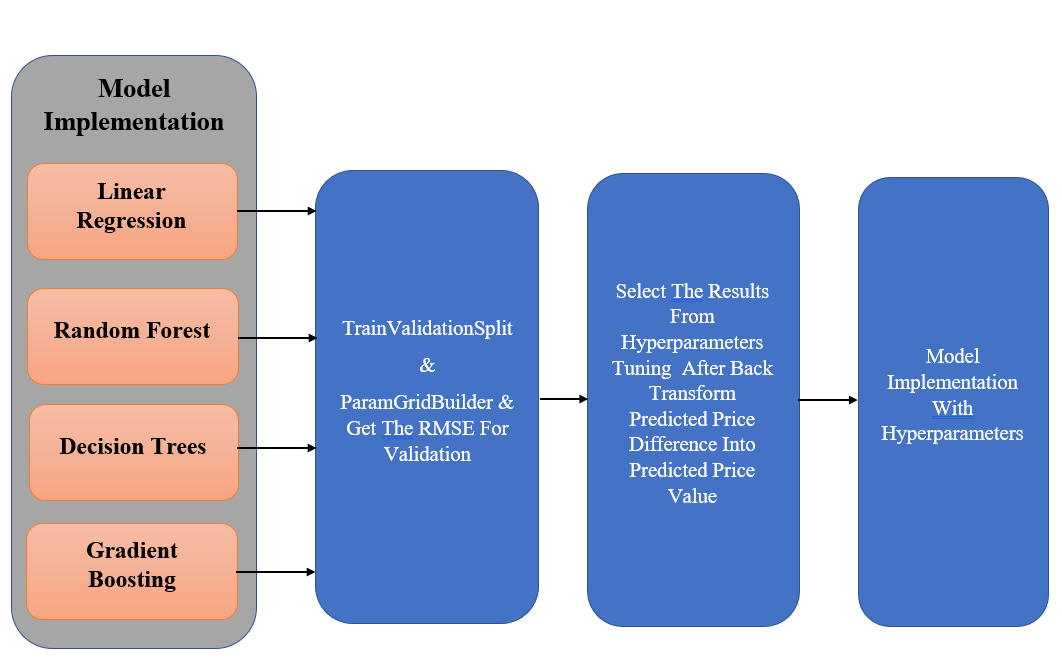 Model
Implementation
Linear
Regression
Random Forest
Decision Trees
Gradient
Boosting
TrainValidationSplit
&
ParamGridBuilder &
Get The RMSE For
Validation
Select The Results
From
Hyperparameters
Tuning  After Back
Transform
Predicted Price
Difference Into
Predicted Price
Value
Model
Implementation
With
Hyperparameters